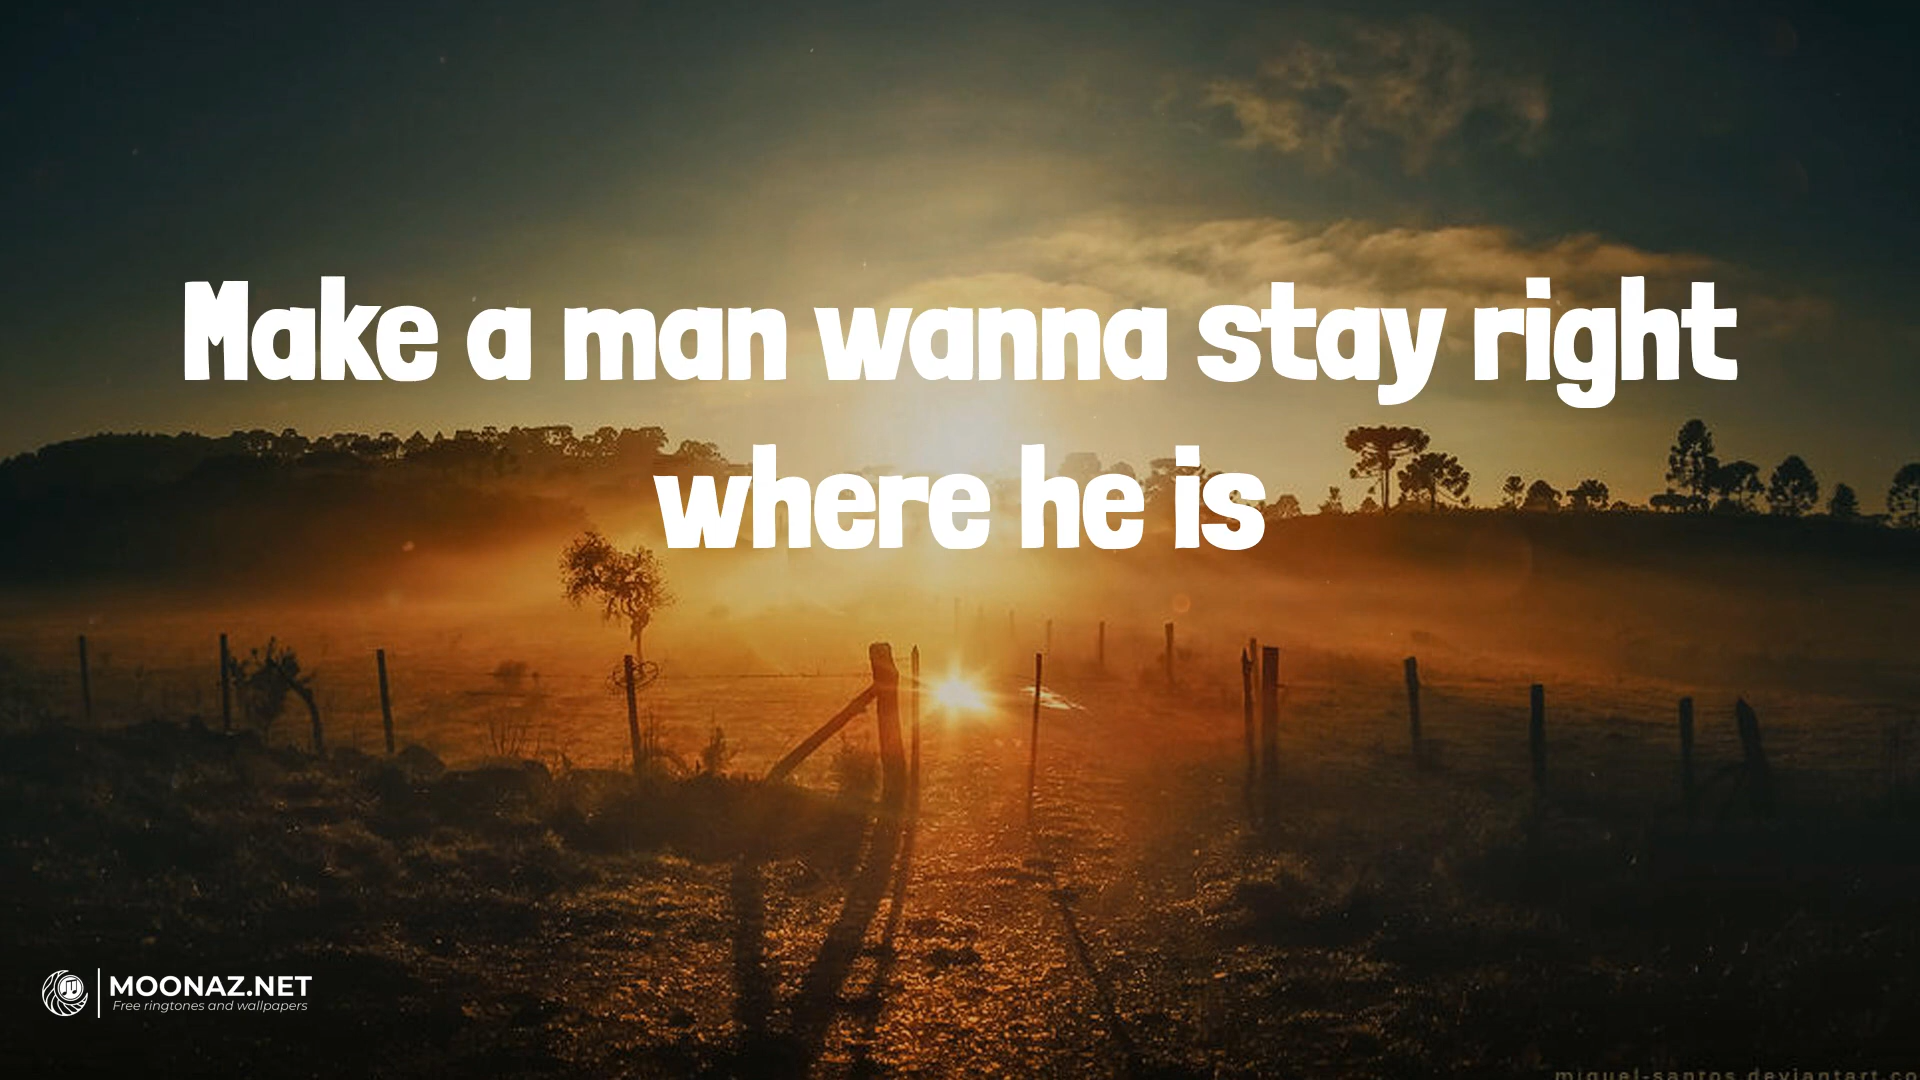 Make a man wanna stay right
where he is
MOONAZ.NET
Free ringtones and wallpapers
miguel-santos.deviantart.co